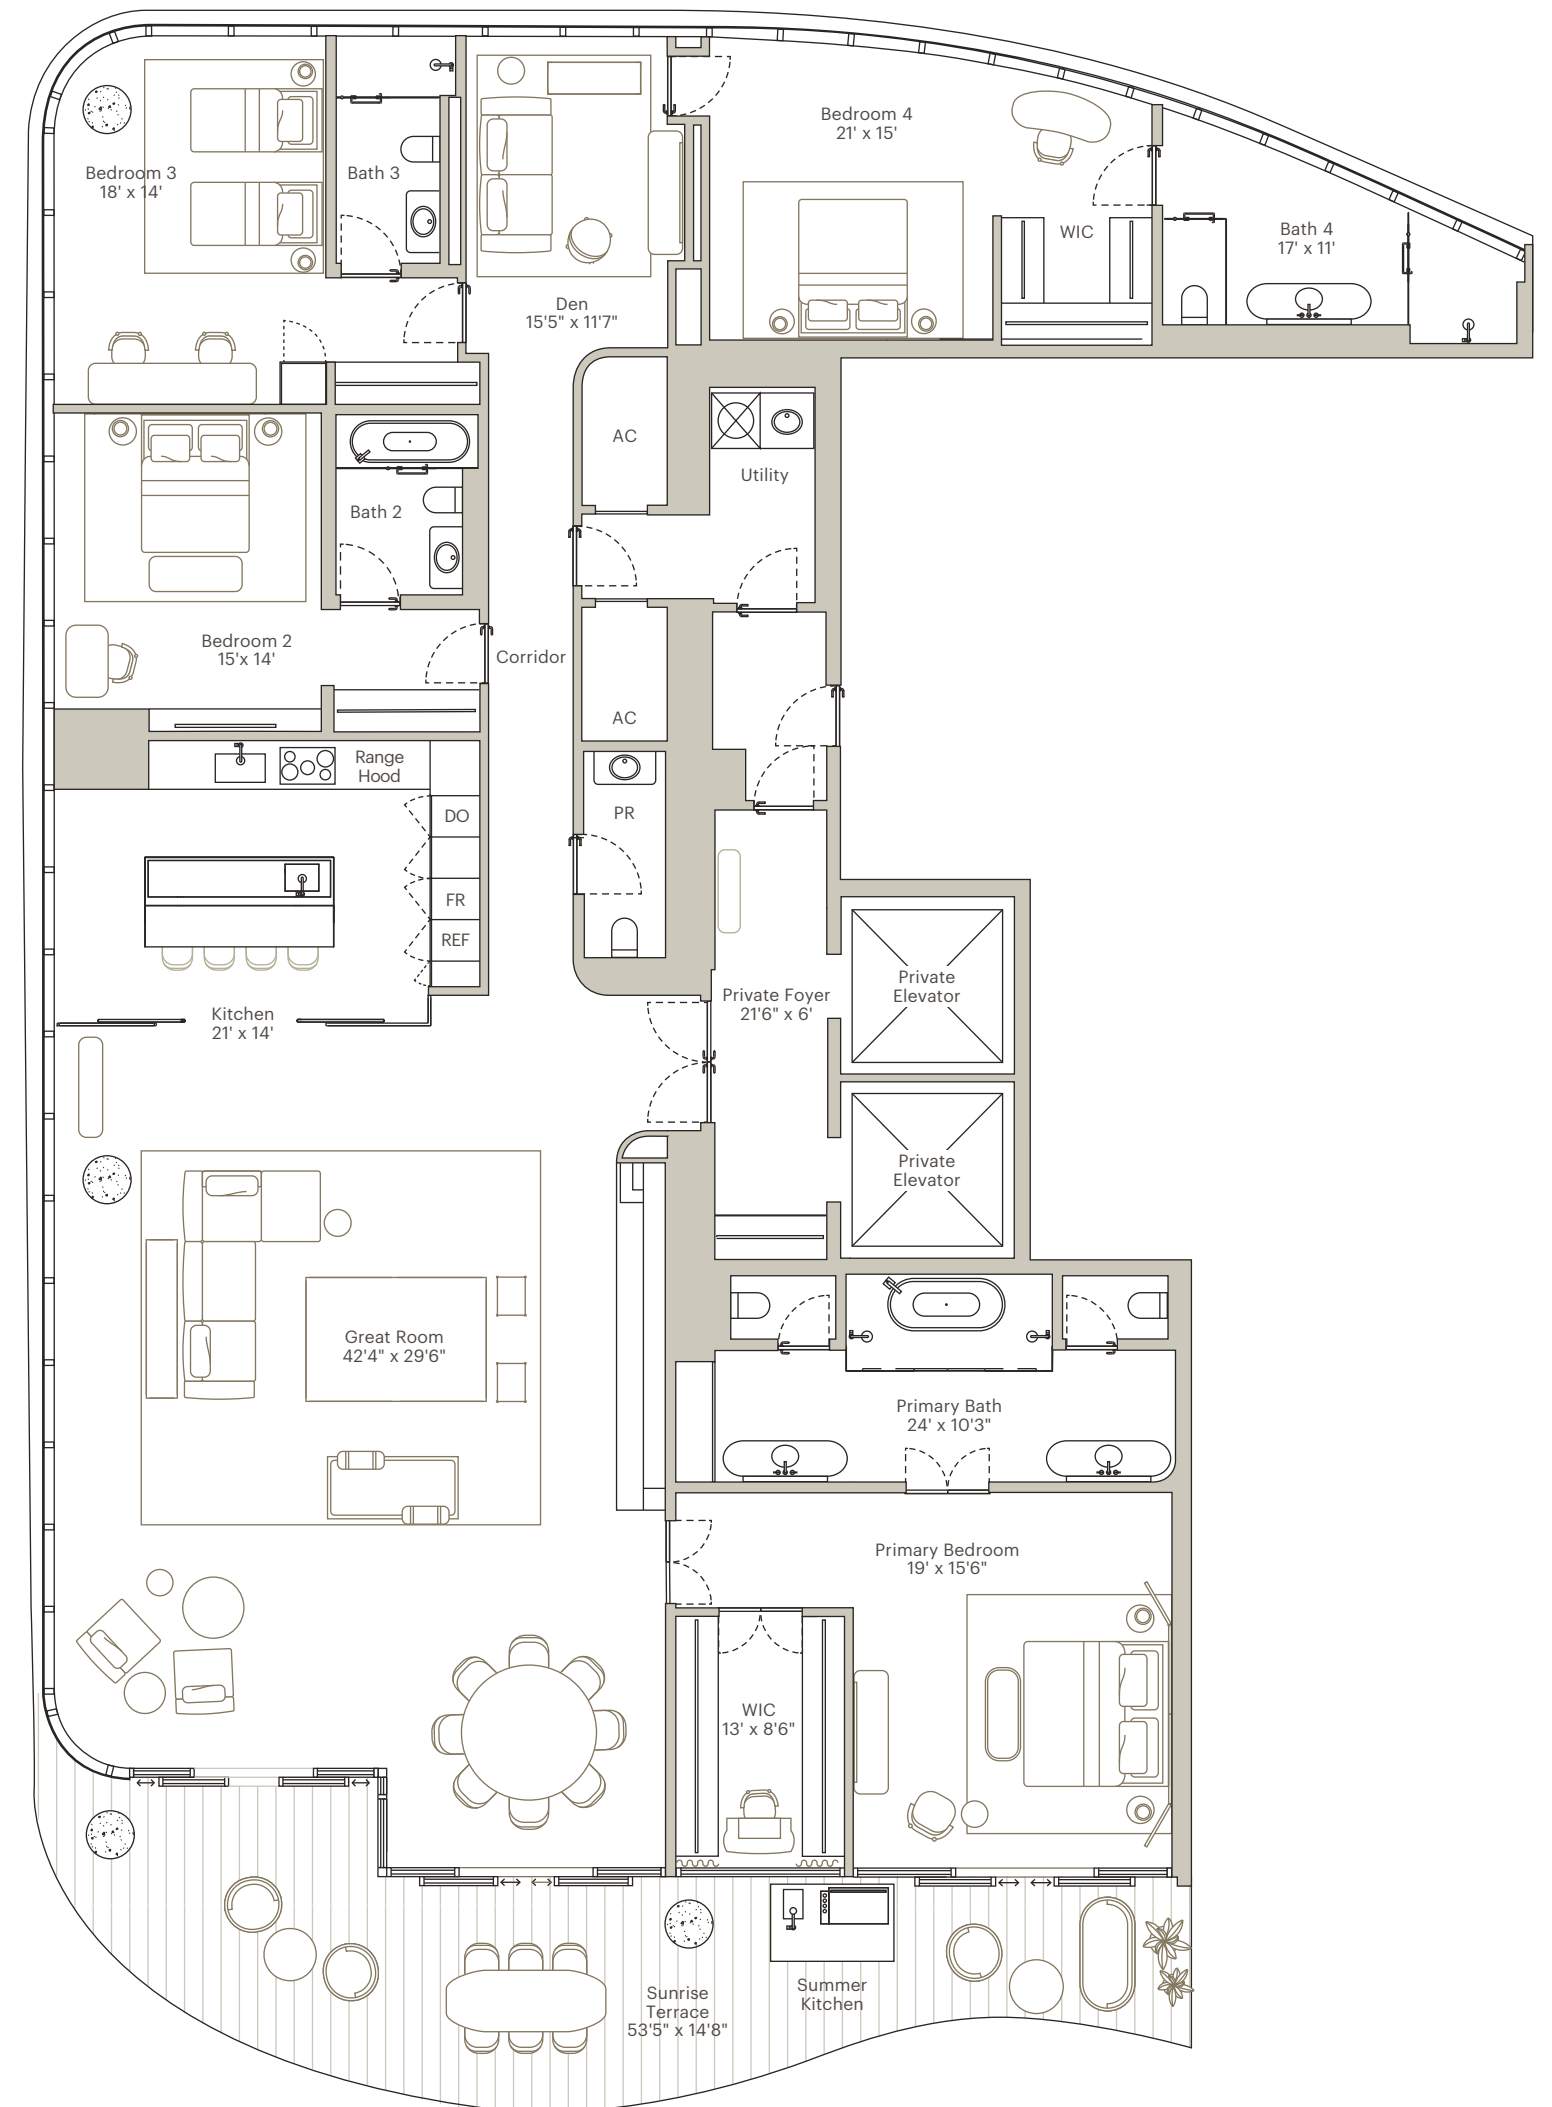 Bedroom 4
21' x 15'
Bedroom 3
18' x 14'
Bath 3
WIC
Bath 4
17' x 11'
Den
15'5" x 11'7"
AC
Utility
Bath 2
Bedroom 2
15'x 14'
Corridor
AC
Range
Hood
DO
PR
FR
REF
Private
Elevator
Private Foyer
21'6" x 6'
Kitchen
21' x 14'
Private
Elevator
Great Room
42'4" x 29'6"
Primary Bath
24' x 10'3"
Primary Bedroom
19' x 15'6"
WIC
13' x 8'6"
Sunrise
Terrace
53'5" x 14'8"
Summer
Kitchen